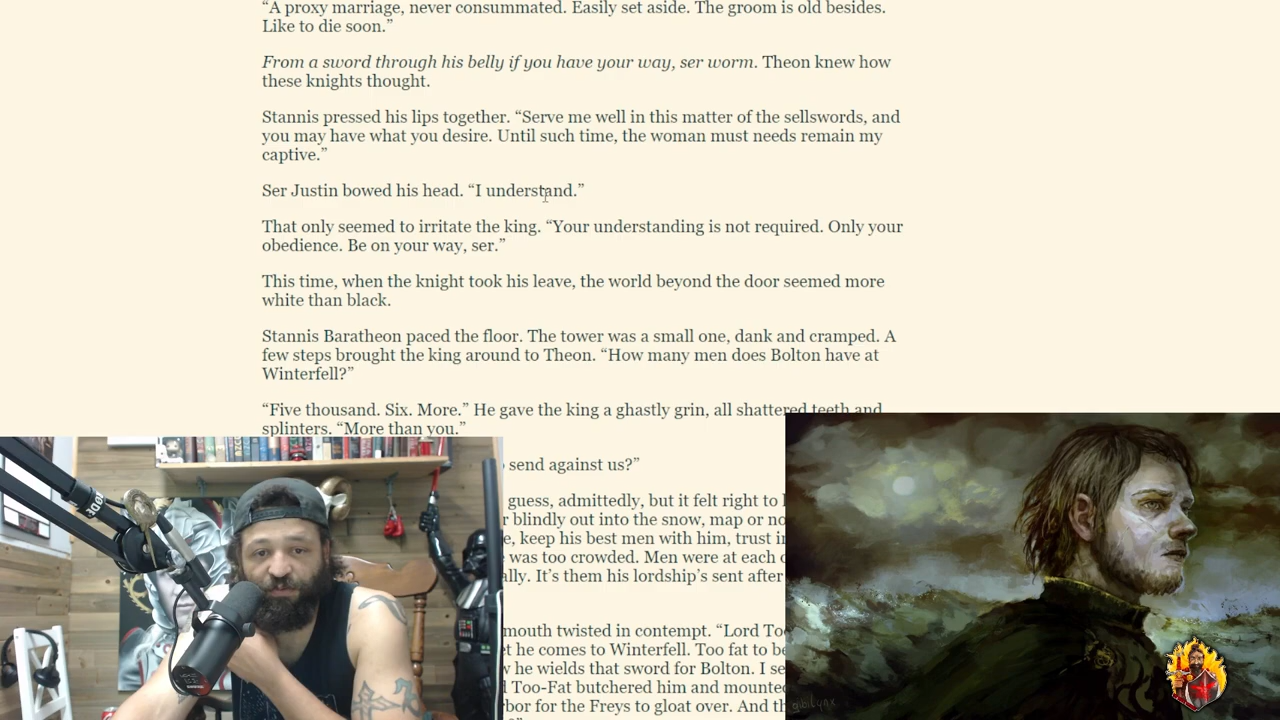 “A proxy marriage, never consummated. Easily set aside. The groom is old besides.
Like to die soon.”
From a sword through his belly if you have your way, ser worm. Theon knew how
these knights thought.
Stannis pressed his lips together. “Serve me well in this matter of the sellswords, and
you may have what you desire. Until such time, the woman must needs remain my
captive.”
Ser Justin bowed his head. “I understand.”
That only seemed to irritate the king. “Your understanding is not required. Only your
obedience. Be on your way, ser.”
This time, when the knight took his leave, the world beyond the door seemed more
white than black.
Stannis Baratheon paced the floor. The tower was a small one, dank and cramped. A
few steps brought the king around to Theon. “How many men does Bolton have at
Winterfell?”
“Five thousand. Six. More.” He gave the king a ghastly grin, all shattered teeth and
splinters. “More than you.”
send against us?”
guess, admittedly, but it felt right to
blindly out into the snow, map or no
, keep his best men with him, trust in
was too crowded. Men were at each
ally. It’s them his lordship’s sent after
mouth twisted in contempt. “Lord Too
he comes to Winterfell. Too fat to be
he wields that sword for Bolton. I se
Too-Fat butchered him and mounted
bor for the Freys to gloat over. And th